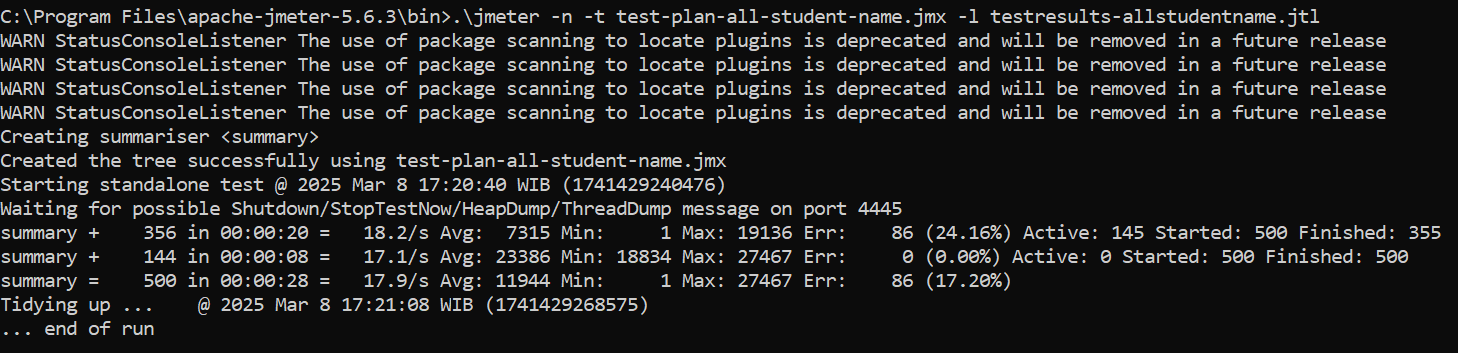 C:\Program Files\apache-jmeter-5.6.3\bin>.\jmeter -n -t test-plan-all-student-name.jmx -l testresults-allstudentname.jtl
WARN StatusConsoleListener The use of package scanning to locate plugins is deprecated and will be removed in a future release
WARN StatusConsoleListener The use of package scanning to locate plugins is deprecated and will be removed in a future release
WARN StatusConsoleListener The use of package scanning to locate plugins is deprecated and will be removed in a future release
WARN StatusConsoleListener The use of package scanning to locate plugins is deprecated and will be removed in a future release
Creating summariser <summary>
Created the tree successfully using test-plan-all-student-name.jmx
Starting standalone test @ 2025 Mar 8 17:20:40 WIB (1741429240476)
Waiting for possible Shutdown/StopTestNow/HeapDump/ThreadDump message on port 4445
summary +    356 in 00:00:20 =   18.2/s Avg:  7315 Min:     1 Max: 19136 Err:    86 (24.16%) Active: 145 Started: 500 Finished: 355
summary +    144 in 00:00:08 =   17.1/s Avg: 23386 Min: 18834 Max: 27467 Err:     0 (0.00%) Active: 0 Started: 500 Finished: 500
summary =    500 in 00:00:28 =   17.9/s Avg: 11944 Min:     1 Max: 27467 Err:    86 (17.20%)
Tidying up ...    @ 2025 Mar 8 17:21:08 WIB (1741429268575)
... end of run